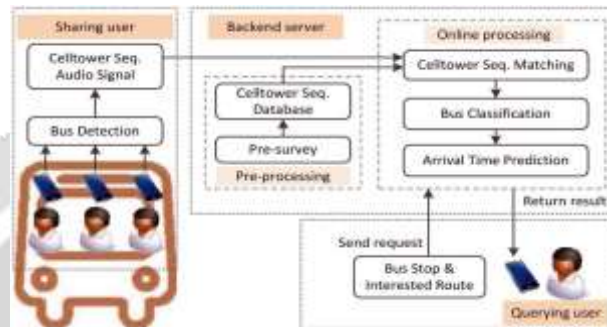 Sharing user
Celltower Seq.
Audio Signal
Bus Detection
Backend server
Celltower Seq.
Database
Pre-survey
Pre-processing
Online processing
Celltower Seq. Matching
Bus Classification
Arrival Time Prediction
Return result
Send request
Bus Stop &
Interested Route
Querying user